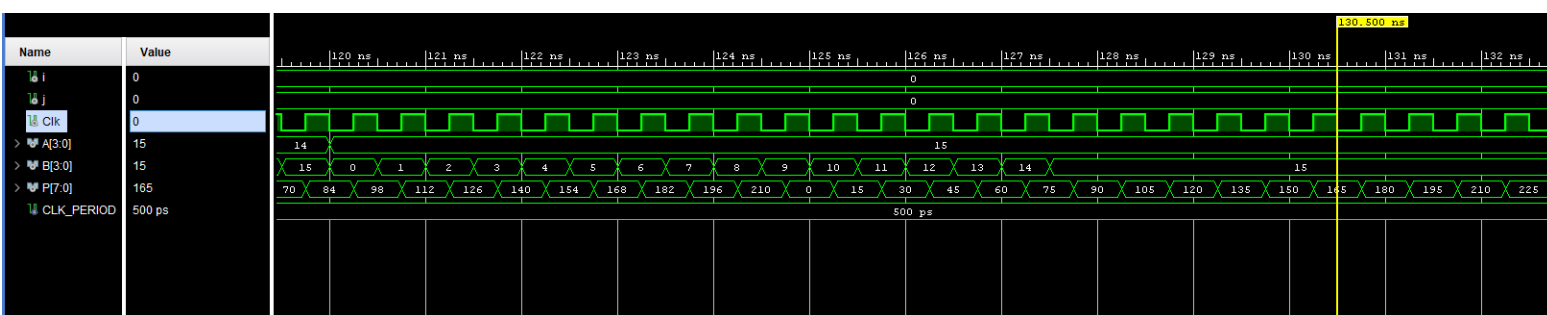 130.500 ns
Name Value
120 ns 121 ns 122 ns 123 ns 124 ns 125 ns 126 ns 127 ns 128 ns 129 ns 130 ns 131 ns 132 ns
i 0 0
j 0 0
Clk 0
A[3:0] 15 14 15
B[3:0] 15 15 0 1 2 3 4 5 6 7 8 9 10 11 12 13 14 15
P[7:0] 165 70 84 98 112 126 140 154 168 182 196 210 0 15 30 45 60 75 90 105 120 135 150 165 180 195 210 225
CLK_PERIOD 500 ps 500 ps